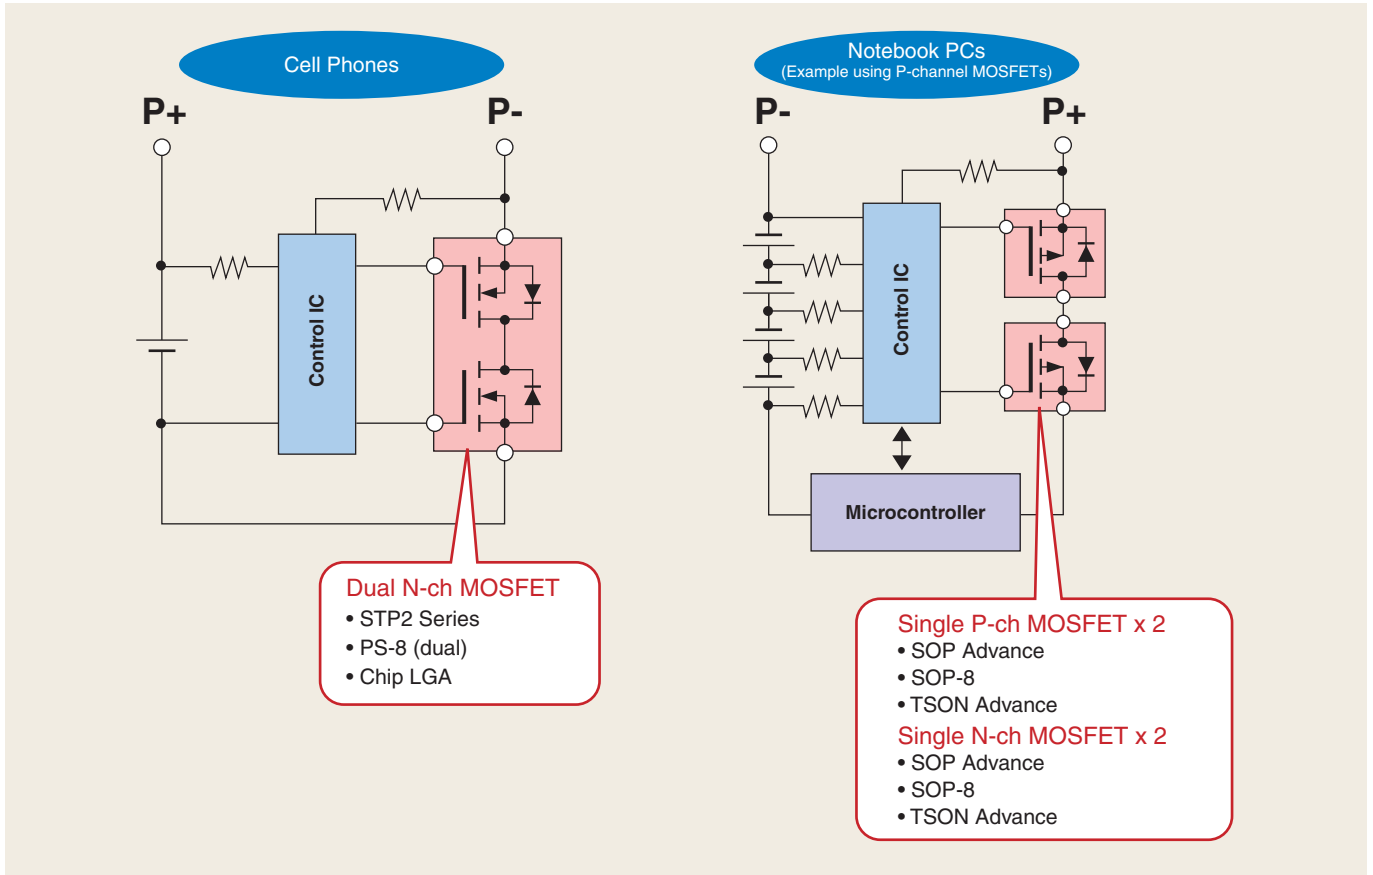 Cell Phones
P+
P-
Control IC
Dual N-ch MOSFET
• STP2 Series
• PS-8 (dual)
• Chip LGA
Notebook PCs
(Example using P-channel MOSFETs)
P-
P+
Control IC
Microcontroller
Single P-ch MOSFET x 2
• SOP Advance
• SOP-8
• TSON Advance
Single N-ch MOSFET x 2
• SOP Advance
• SOP-8
• TSON Advance